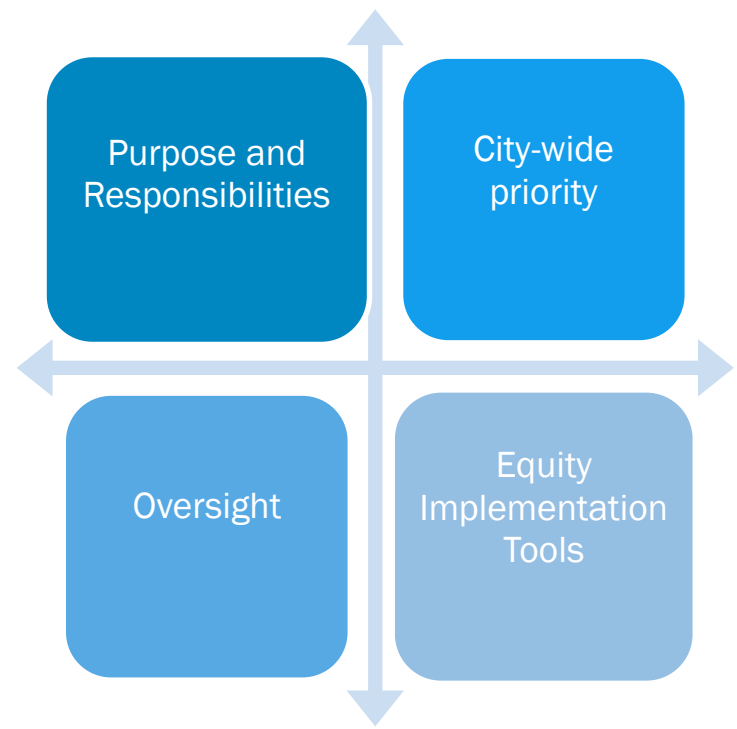 Purpose and
Responsibilities
City-wide
priority
Oversight
Equity
Implementation
Tools